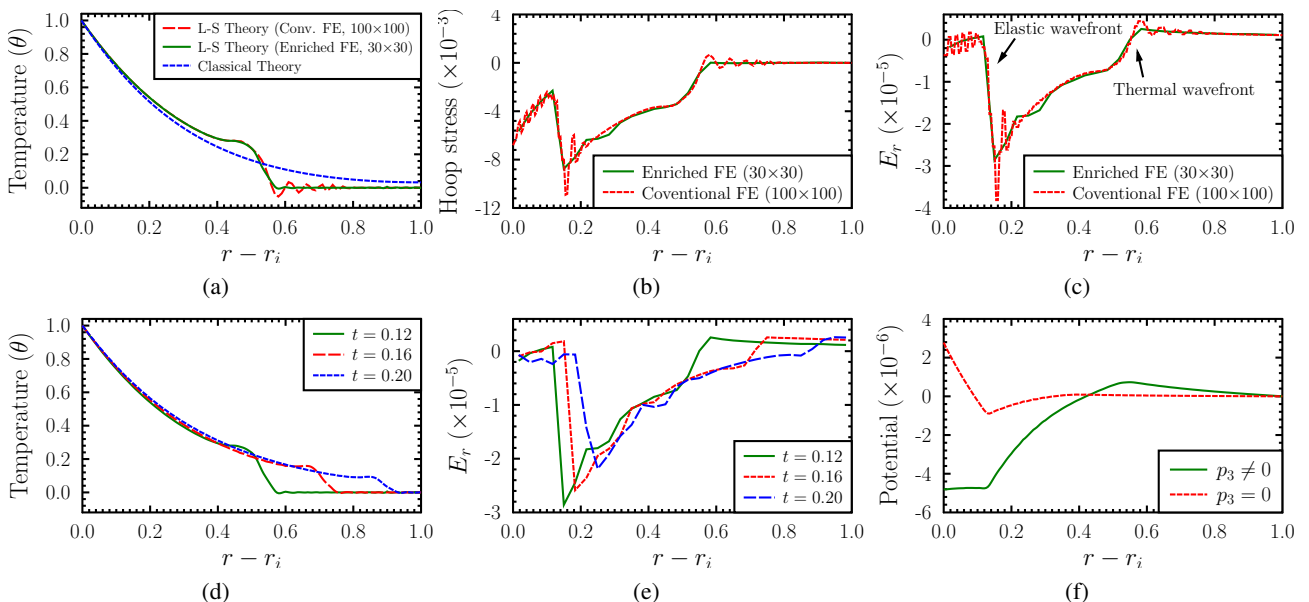 Temperature (θ)
1.0
0.8
0.6
0.4
0.2
0.0
L-S Theory (Conv. FE, 100×100)
L-S Theory (Enriched FE, 30×30)
Classical Theory
0.0 0.2 0.4 0.6 0.8 1.0
r − r_i
(a)
Hoop stress (×10⁻³)
4
0
-4
-8
-12
Enriched FE (30×30)
Coventional FE (100×100)
0.0 0.2 0.4 0.6 0.8 1.0
r − r_i
(b)
E_r (×10⁻⁵)
0
-1
-2
-3
-4
Elastic wavefront
Thermal wavefront
Enriched FE (30×30)
Coventional FE (100×100)
0.0 0.2 0.4 0.6 0.8 1.0
r − r_i
(c)
Temperature (θ)
1.0
0.8
0.6
0.4
0.2
0.0
t = 0.12
t = 0.16
t = 0.20
0.0 0.2 0.4 0.6 0.8 1.0
r − r_i
(d)
E_r (×10⁻⁵)
0
-1
-2
-3
t = 0.12
t = 0.16
t = 0.20
0.0 0.2 0.4 0.6 0.8 1.0
r − r_i
(e)
Potential (×10⁻⁶)
4
2
0
-2
-4
-6
p₃ ≠ 0
p₃ = 0
0.0 0.2 0.4 0.6 0.8 1.0
r − r_i
(f)